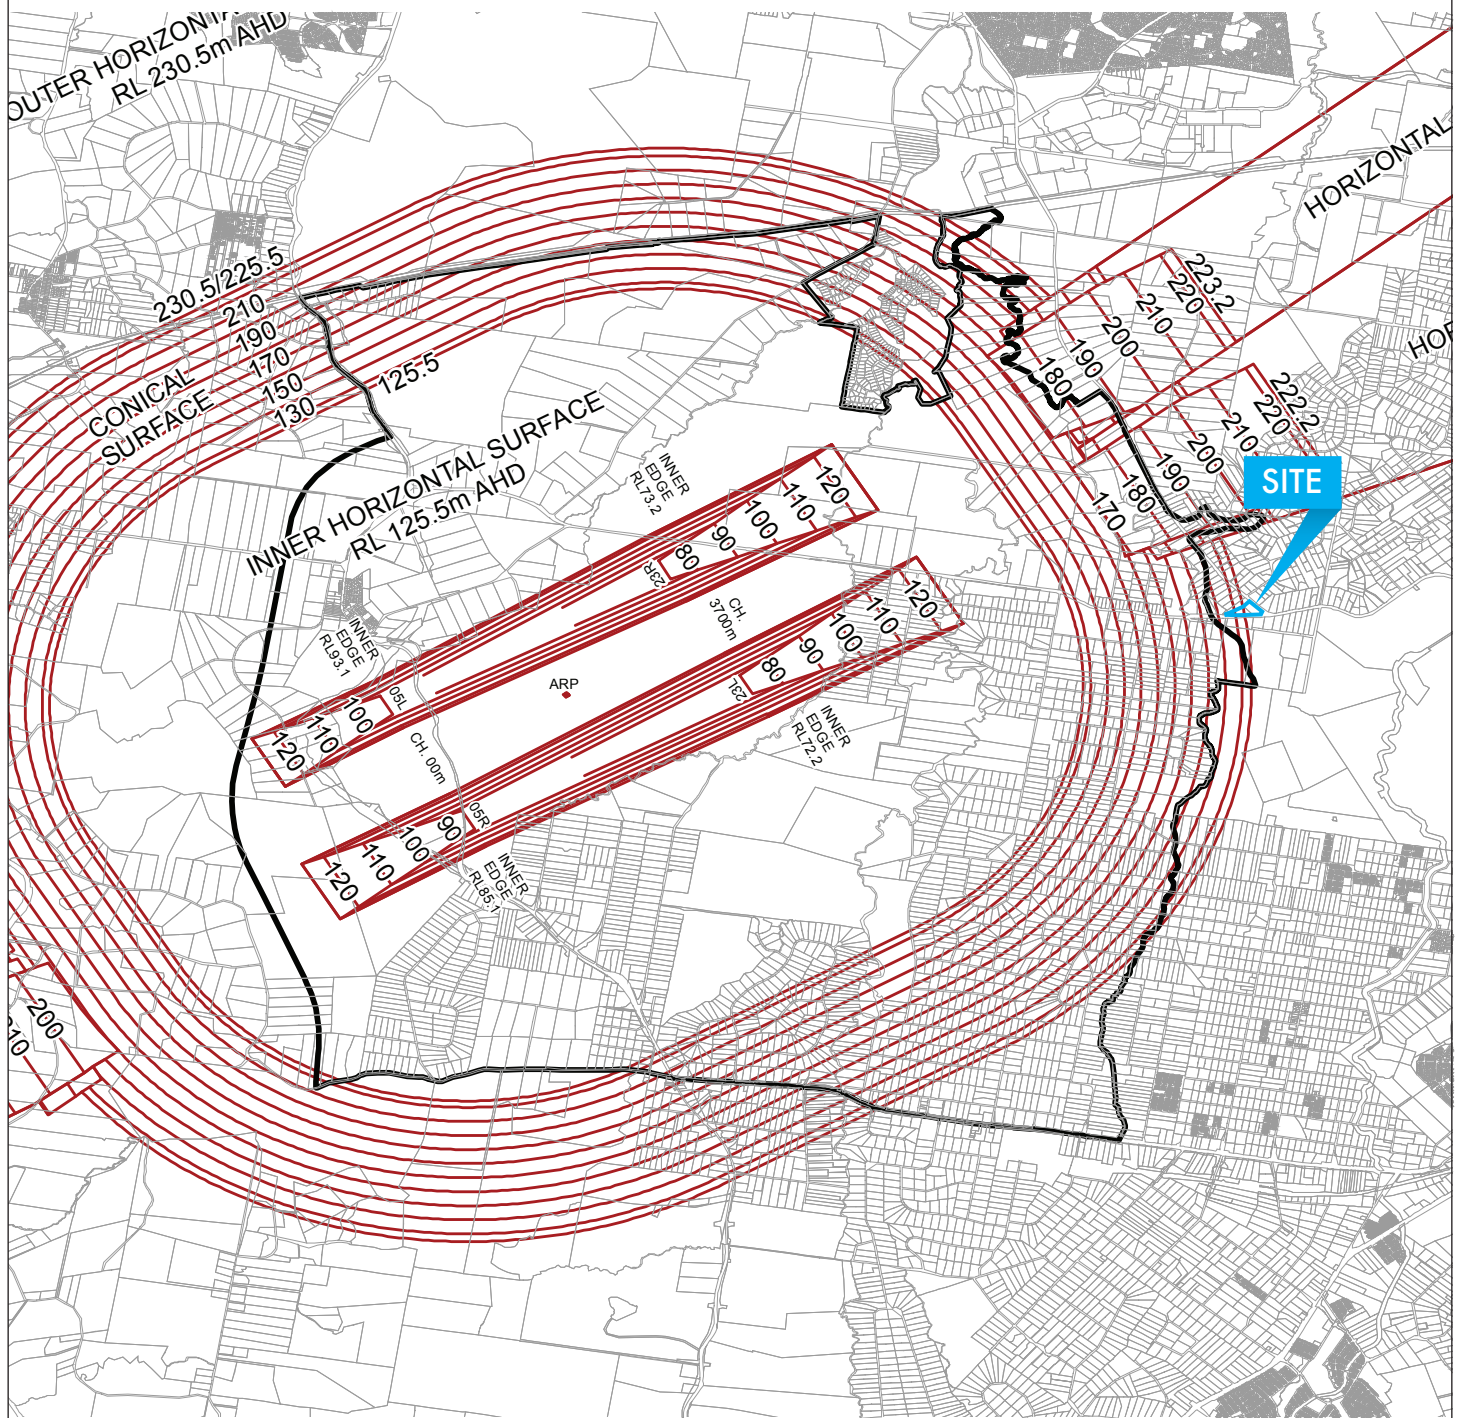 OUTER HORIZONTA
RL 230.5m AHD
HORIZONTAL
HOR
230.5/225.5
210
190
170
150
130
125.5
CONICAL
SURFACE
INNER HORIZONTAL SURFACE
RL 125.5m AHD
223.2
220
210
200
190
180
222.2
220
210
200
190
180
170
SITE
INNER
EDGE
RL73.2
120
110
100
90
80
23R
CH.
3700m
120
110
100
90
80
23L
INNER
EDGE
RL72.2
ARP
INNER
EDGE
RL93.1
05L
100
110
120
CH. 00m
05R
90
100
110
120
INNER
EDGE
RL85.1
200
210